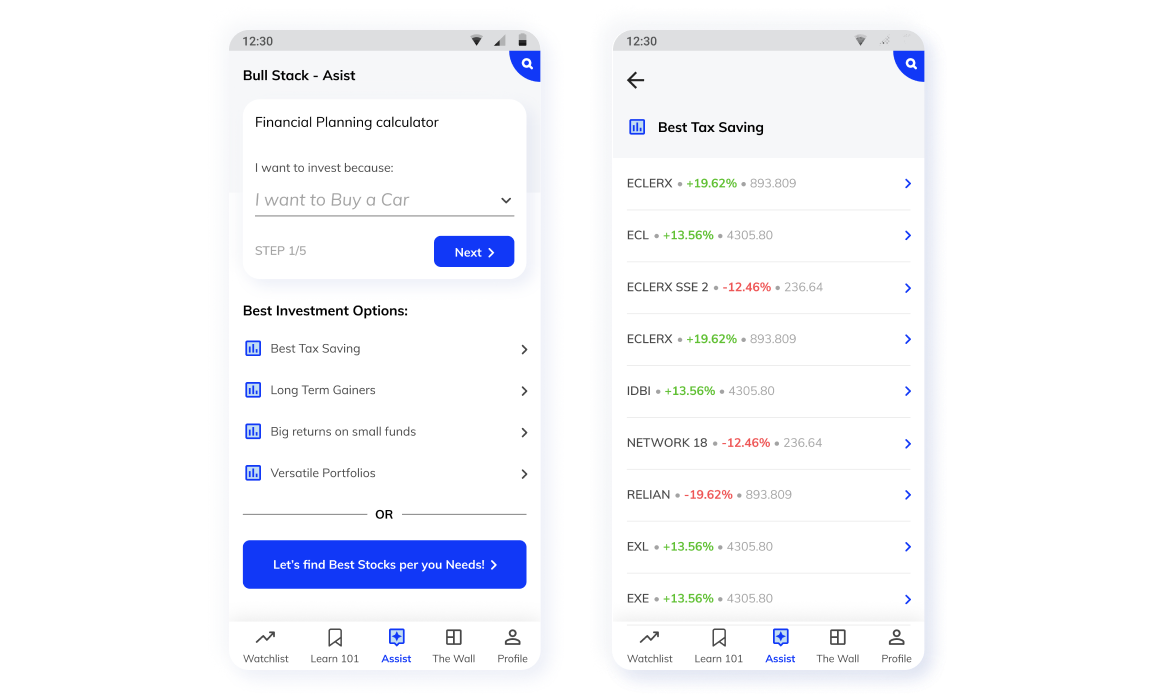 12:30
Bull Stack - Asist
Financial Planning calculator
I want to invest because:
I want to Buy a Car
STEP 1/5
Next
Best Investment Options:
Best Tax Saving
Long Term Gainers
Big returns on small funds
Versatile Portfolios
OR
Let's find Best Stocks per you Needs!
Watchlist Learn 101 Assist The Wall Profile
12:30
Best Tax Saving
ECLERX • +19.62% • 893.809
ECL • +13.56% • 4305.80
ECLERX SSE 2 • -12.46% • 236.64
ECLERX • +19.62% • 893.809
IDBI • +13.56% • 4305.80
NETWORK 18 • -12.46% • 236.64
RELIAN • -19.62% • 893.809
EXL • +13.56% • 4305.80
EXE • +13.56% • 4305.80
Watchlist Learn 101 Assist The Wall Profile